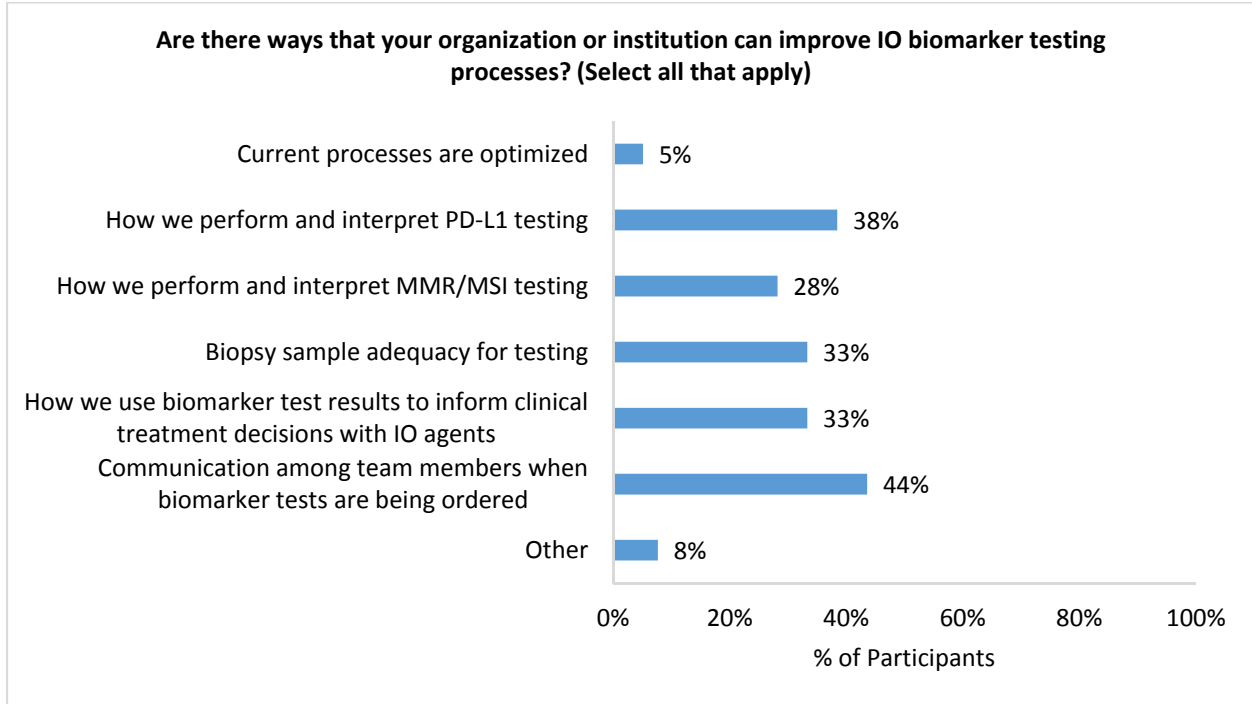 Are there ways that your organization or institution can improve IO biomarker testing
processes? (Select all that apply)
Current processes are optimized
5%
How we perform and interpret PD-L1 testing
38%
How we perform and interpret MMR/MSI testing
28%
Biopsy sample adequacy for testing
33%
How we use biomarker test results to inform clinical
treatment decisions with IO agents
33%
Communication among team members when
biomarker tests are being ordered
44%
Other
8%
0% 20% 40% 60% 80% 100%
% of Participants